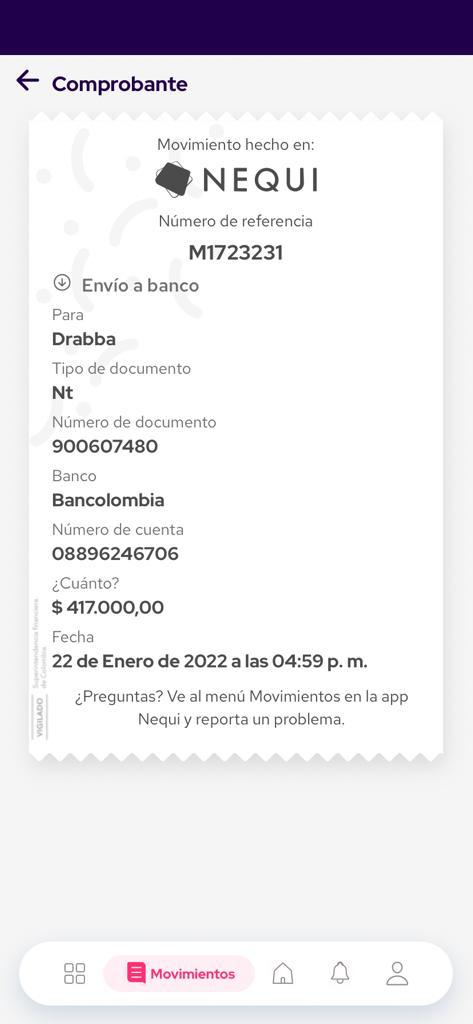 Comprobante
Movimiento hecho en:
NEQUI
Número de referencia
M1723231
Envío a banco
Para
Drabba
Tipo de documento
Nt
Número de documento
900607480
Banco
Bancolombia
Número de cuenta
08896246706
¿Cuánto?
$ 417.000,00
Fecha
22 de Enero de 2022 a las 04:59 p. m.
¿Preguntas? Ve al menú Movimientos en la app
Nequi y reporta un problema.
VIGILADO
Superintendencia financiera
de Colombia
Movimientos